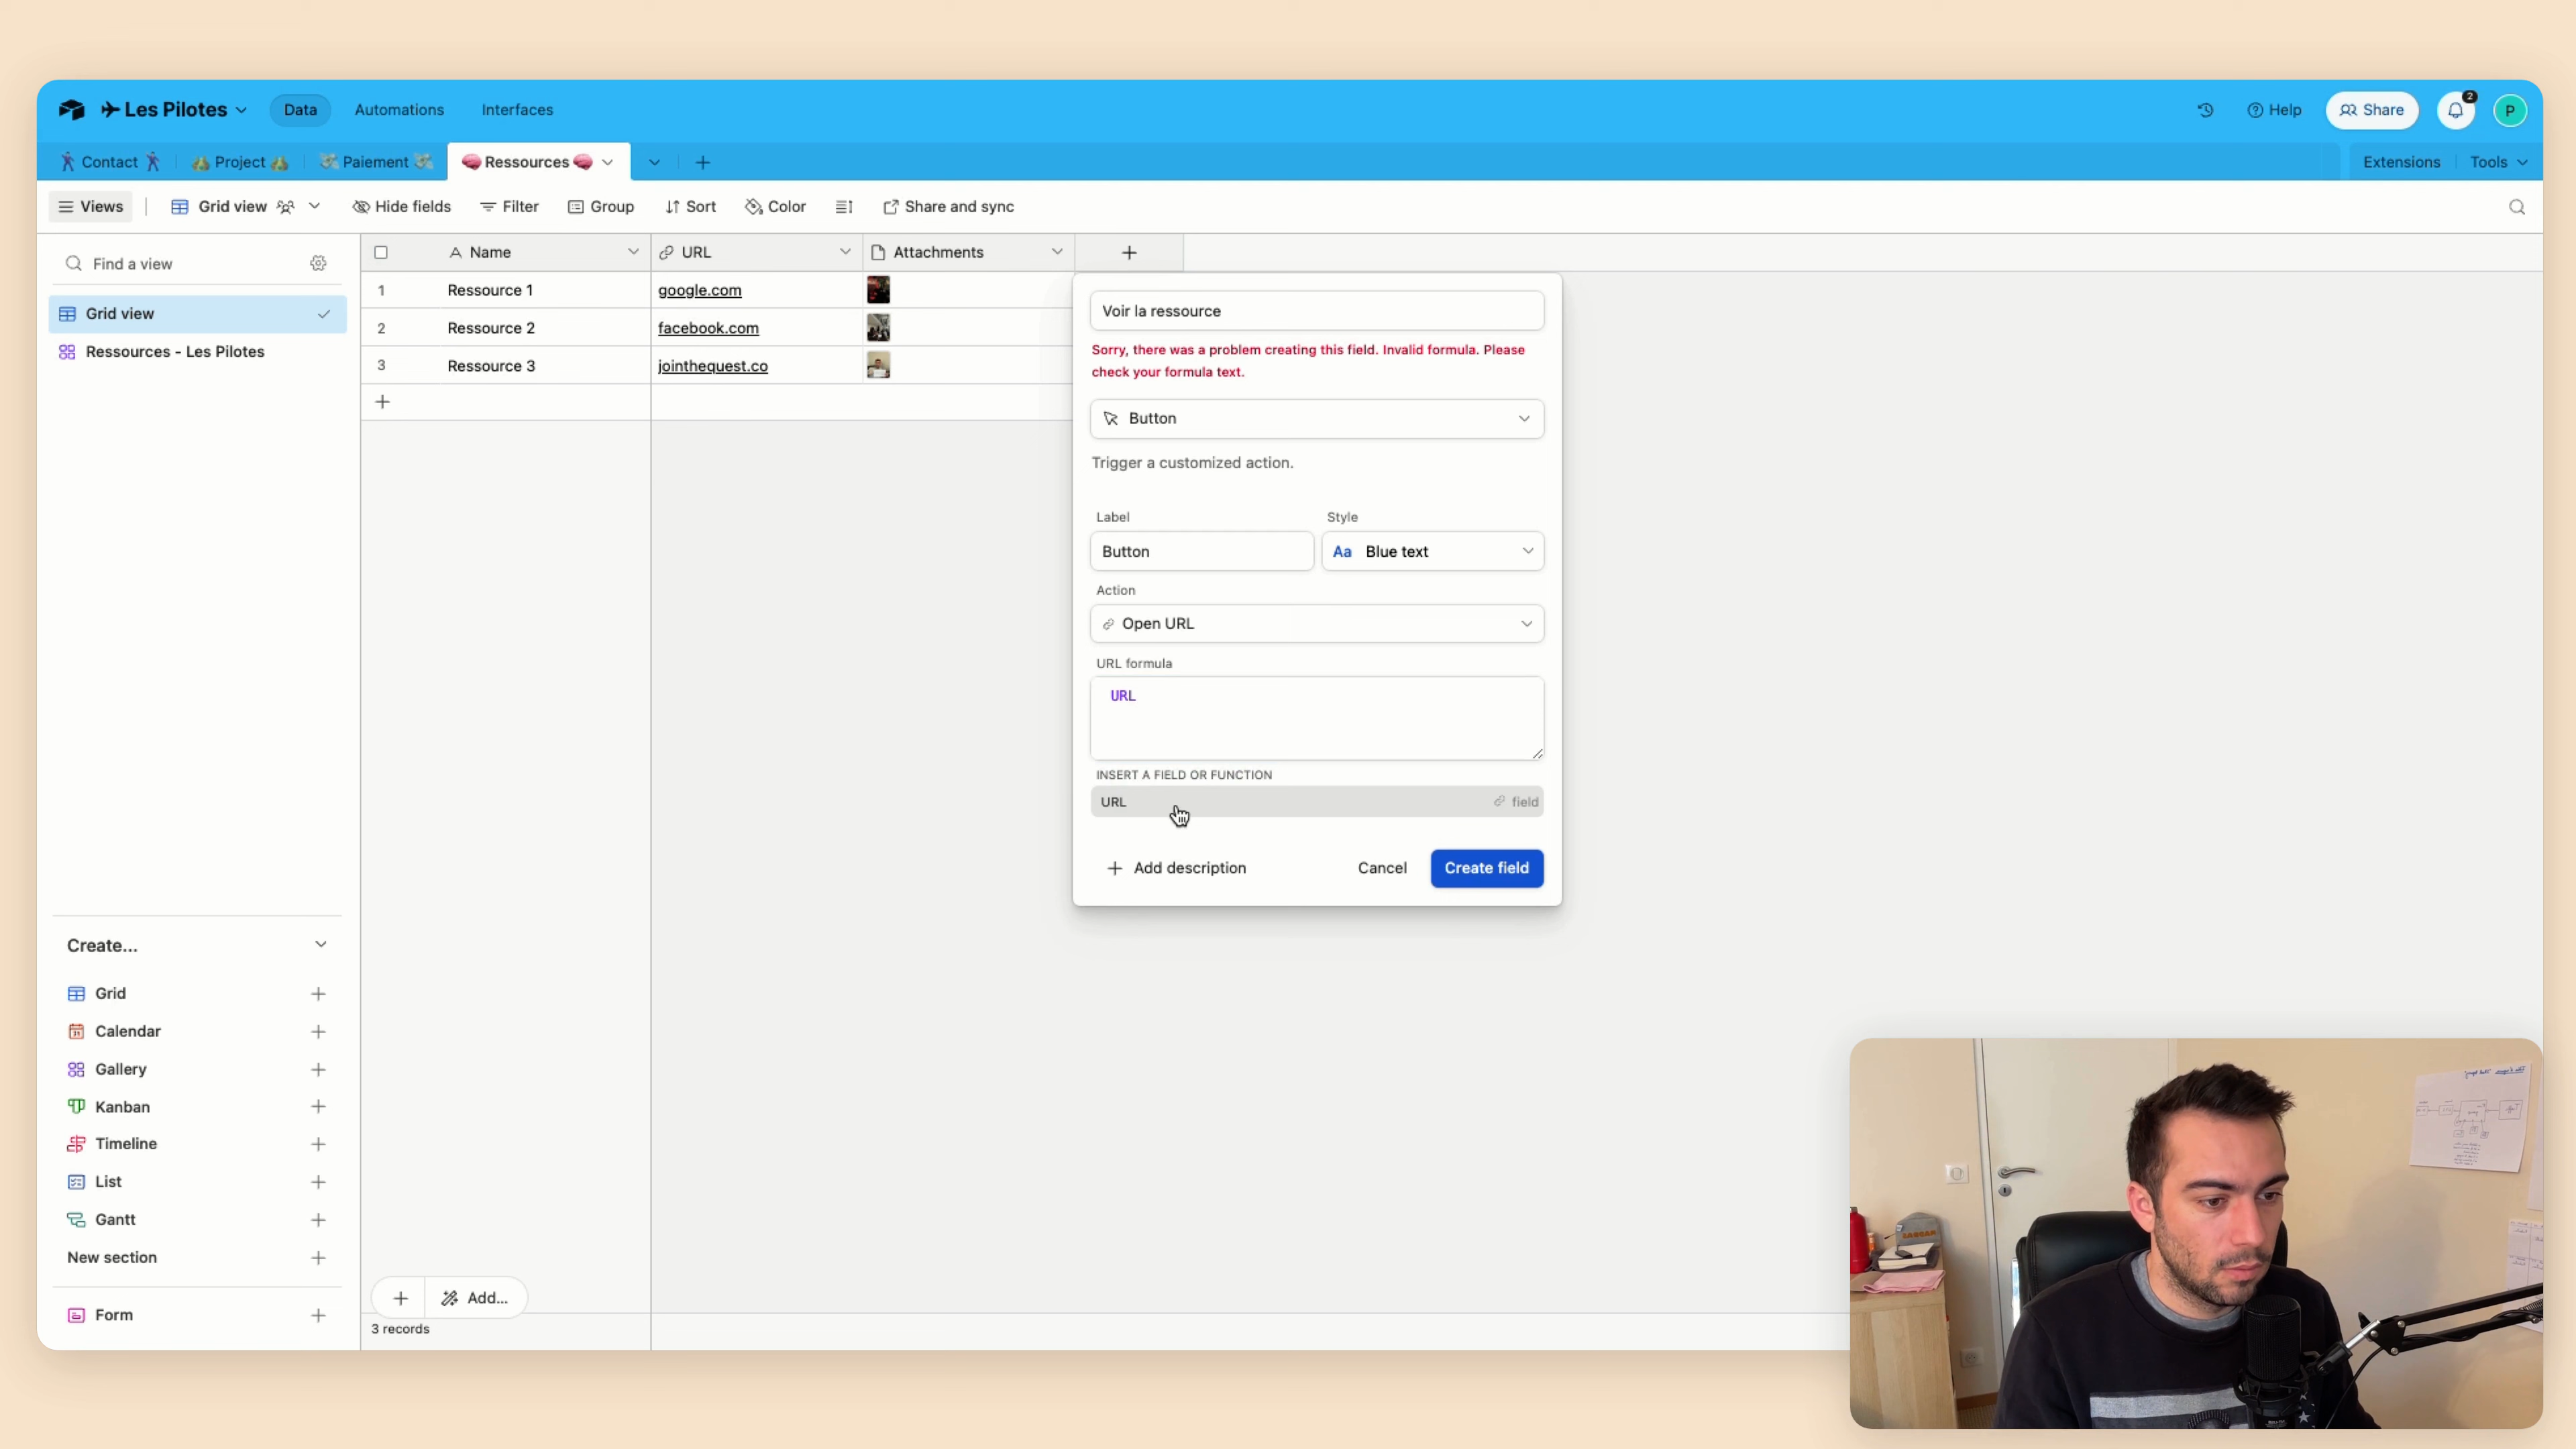 Les Pilotes
Data
Automations
Interfaces
Help
Share
2
P
Contact
Project
Paiement
Ressources
Extensions
Tools
Views
Grid view
Hide fields
Filter
Group
Sort
Color
Share and sync
Find a view
Grid view
Ressources - Les Pilotes
Name
URL
Attachments
1
Ressource 1
google.com
2
Ressource 2
facebook.com
3
Ressource 3
jointhequest.co
Voir la ressource
Sorry, there was a problem creating this field. Invalid formula. Please
check your formula text.
Button
Trigger a customized action.
Label
Style
Button
Aa Blue text
Action
Open URL
URL formula
URL
INSERT A FIELD OR FUNCTION
URL
field
Add description
Cancel
Create field
Create...
Grid
Calendar
Gallery
Kanban
Timeline
List
Gantt
New section
Form
Add...
3 records